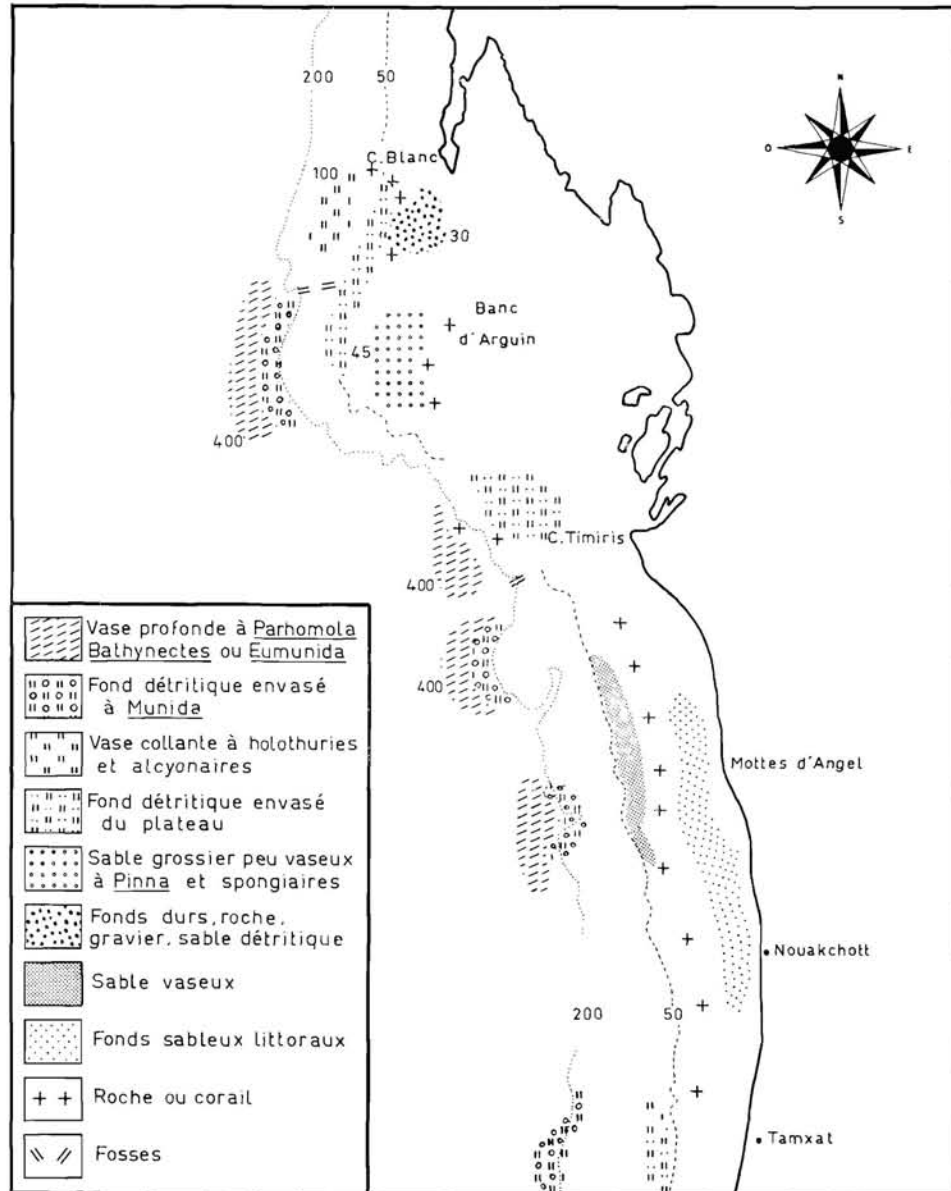 200
50
N
O
E
S
C. Blanc
100
30
Banc
d'Arguin
45
400
C. Timiris
400
400
Mottes d'Angel
Nouakchott
200
50
Tamxat
Vase profonde à Parhomola
Bathynectes ou Eumunida
Fond détritique envasé
à Munida
Vase collante à holothuries
et alcyonaires
Fond détritique envasé
du plateau
Sable grossier peu vaseux
à Pinna et spongiaires
Fonds durs, roche,
gravier, sable détritique
Sable vaseux
Fonds sableux littoraux
Roche ou corail
Fosses